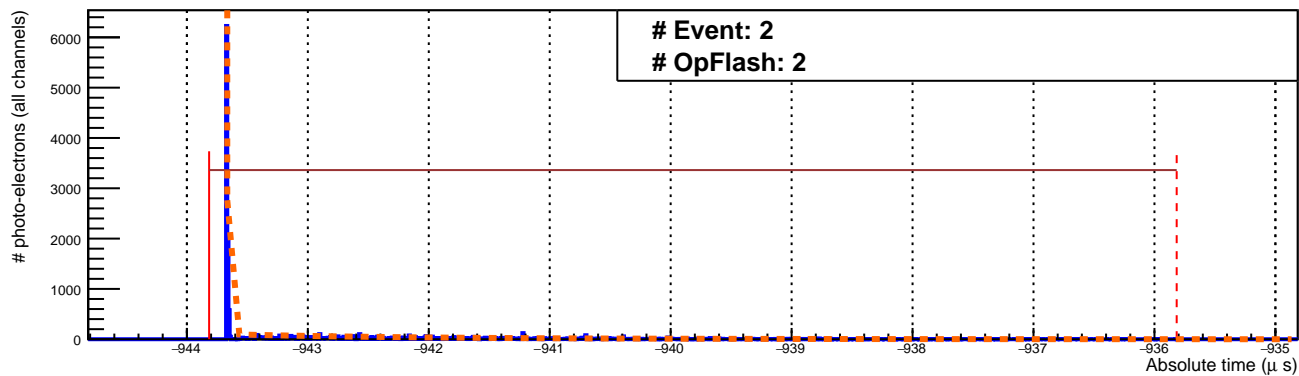 # Event: 2
# OpFlash: 2
# photo-electrons (all channels)
6000
5000
4000
3000
2000
1000
0
−944 −943 −942 −941 −940 −939 −938 −937 −936 −935
Absolute time (μ s)